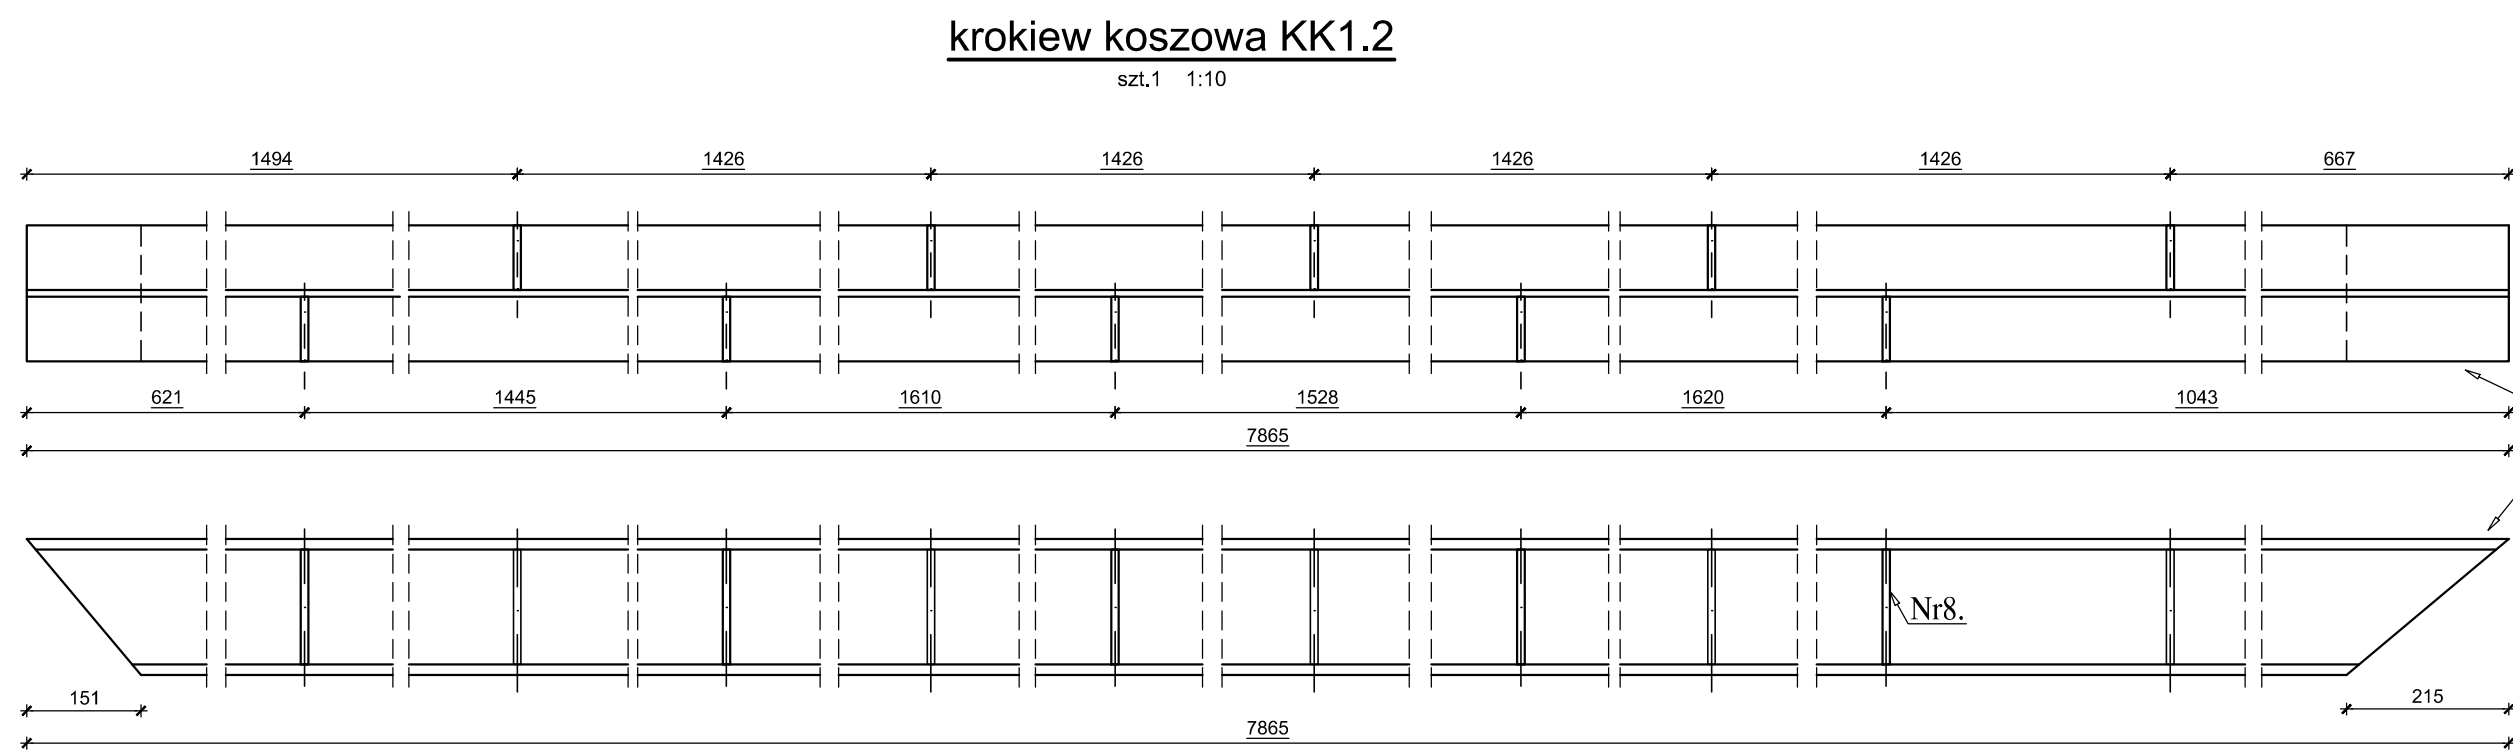 krokiew koszowa KK1.2
szt.1 1:10
1494 1426 1426 1426 1426 667
621 1445 1610 1528 1620 1043
7865
Nr8.
151 215
7865